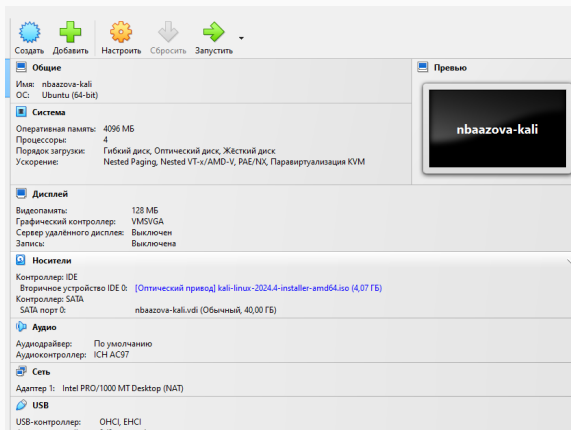 Создать Добавить Настроить Сбросить Запустить
Общие
Имя: nbaazova-kali
ОС: Ubuntu (64-bit)
Превью
nbaazova-kali
Система
Оперативная память: 4096 МБ
Процессоры: 4
Порядок загрузки: Гибкий диск, Оптический диск, Жёсткий диск
Ускорение: Nested Paging, Nested VT-x/AMD-V, PAE/NX, Паравиртуализация KVM
Дисплей
Видеопамять: 128 МБ
Графический контроллер: VMSVGA
Сервер удалённого дисплея: Выключен
Запись: Выключена
Носители
Контроллер: IDE
Вторичное устройство IDE 0: [Оптический привод] kali-linux-2024.4-installer-amd64.iso (4,07 ГБ)
Контроллер: SATA
SATA порт 0: nbaazova-kali.vdi (Обычный, 40,00 ГБ)
Аудио
Аудиодрайвер: По умолчанию
Аудиоконтроллер: ICH AC97
Сеть
Адаптер 1: Intel PRO/1000 MT Desktop (NAT)
USB
USB-контроллер: OHCI, EHCI